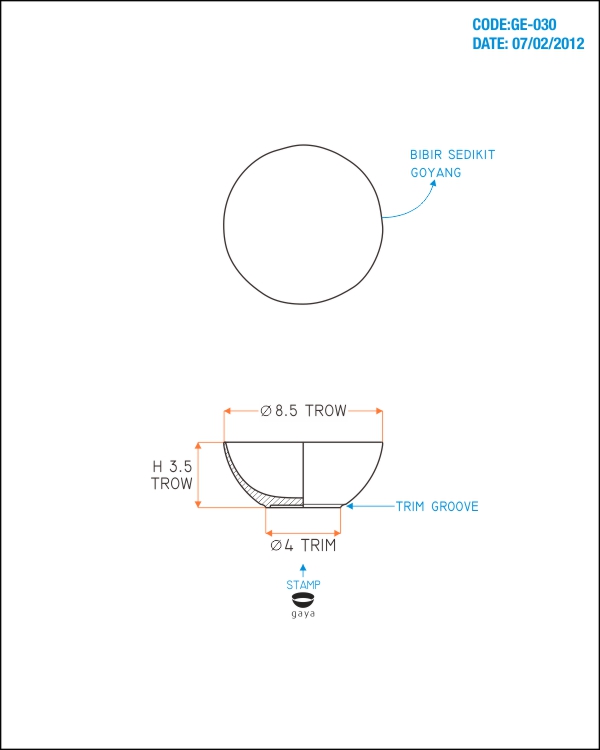 CODE:GE-030
DATE: 07/02/2012
BIBIR SEDIKIT
GOYANG
Ø 8.5 TROW
H 3.5
TROW
TRIM GROOVE
Ø 4 TRIM
STAMP
gaya